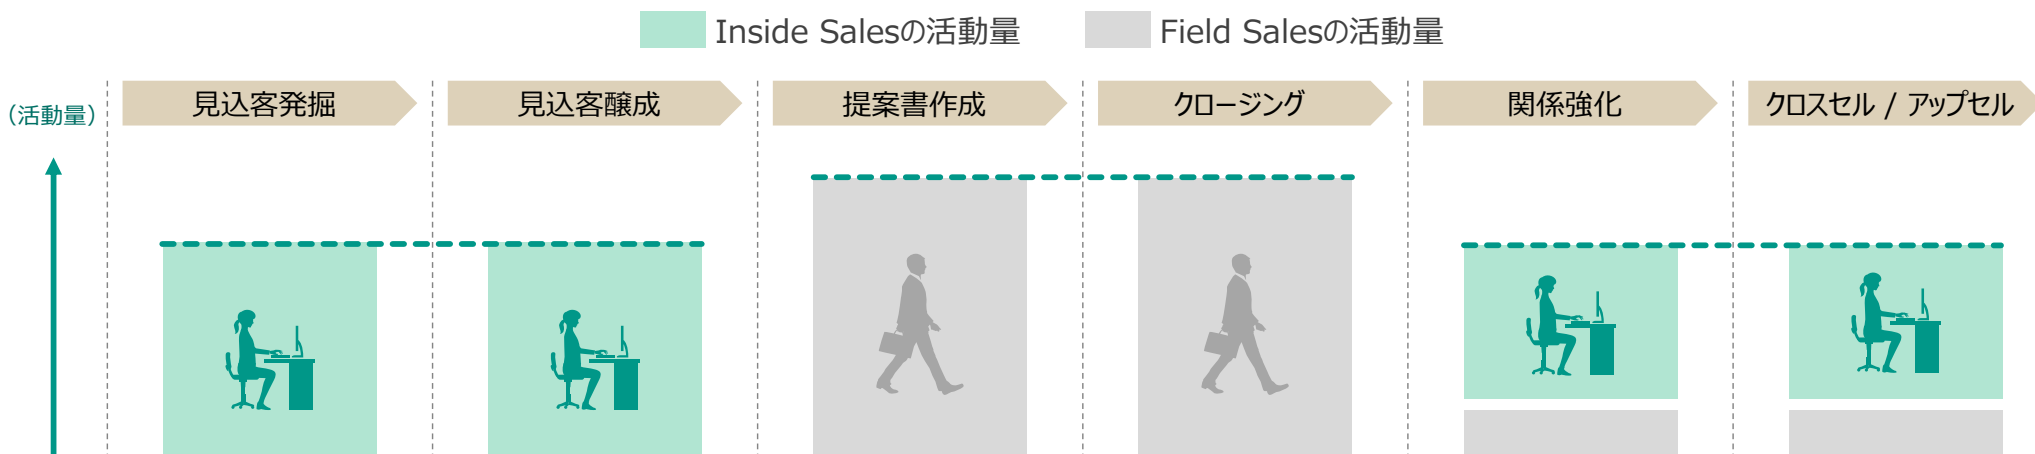 Inside Salesの活動量
Field Salesの活動量
(活動量)
見込客発掘
見込客醸成
提案書作成
クロージング
関係強化
クロスセル / アップセル